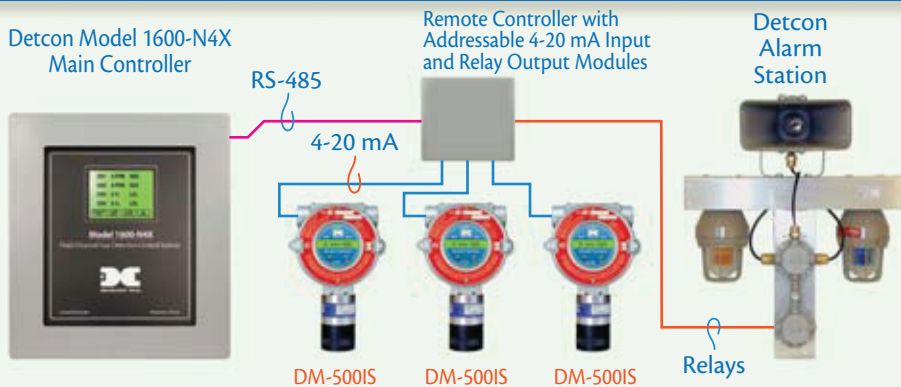 Detcon Model 1600-N4X
Main Controller
Remote Controller with
Addressable 4-20 mA Input
and Relay Output Modules
Detcon
Alarm
Station
RS-485
4-20 mA
Model 1600-N4X
DM-500IS
DM-500IS
DM-500IS
Relays